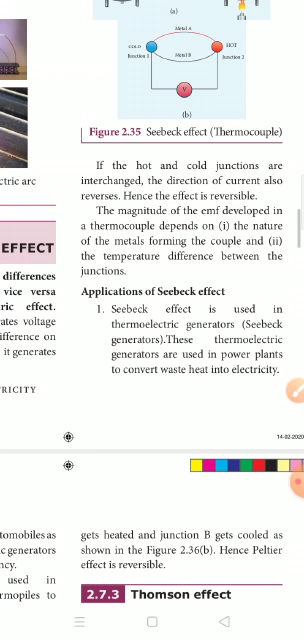 (a)
Metal A
COLD
HOT
Junction 1
Metal B
Junction 2
V
(b)
Figure 2.35 Seebeck effect (Thermocouple)
ctric arc
If the hot and cold junctions are
interchanged, the direction of current also
reverses. Hence the effect is reversible.
The magnitude of the emf developed in
a thermocouple depends on (i) the nature
of the metals forming the couple and (ii)
the temperature difference between the
junctions.
EFFECT
differences
vice versa
ric effect.
ates voltage
ifference on
it generates
Applications of Seebeck effect
1. Seebeck effect is used in
thermoelectric generators (Seebeck
generators).These thermoelectric
generators are used in power plants
to convert waste heat into electricity.
RICITY
14-02-2020
tomobiles as
c generators
ncy.
used in
rmopiles to
gets heated and junction B gets cooled as
shown in the Figure 2.36(b). Hence Peltier
effect is reversible.
2.7.3 Thomson effect